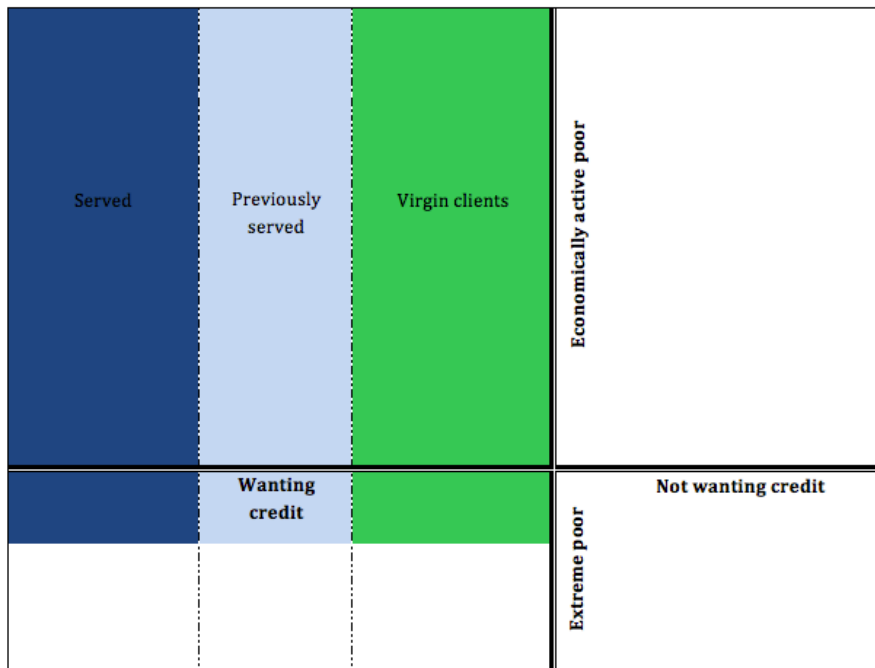 Served
Previously
served
Virgin clients
Economically active poor
Wanting
credit
Not wanting credit
Extreme poor